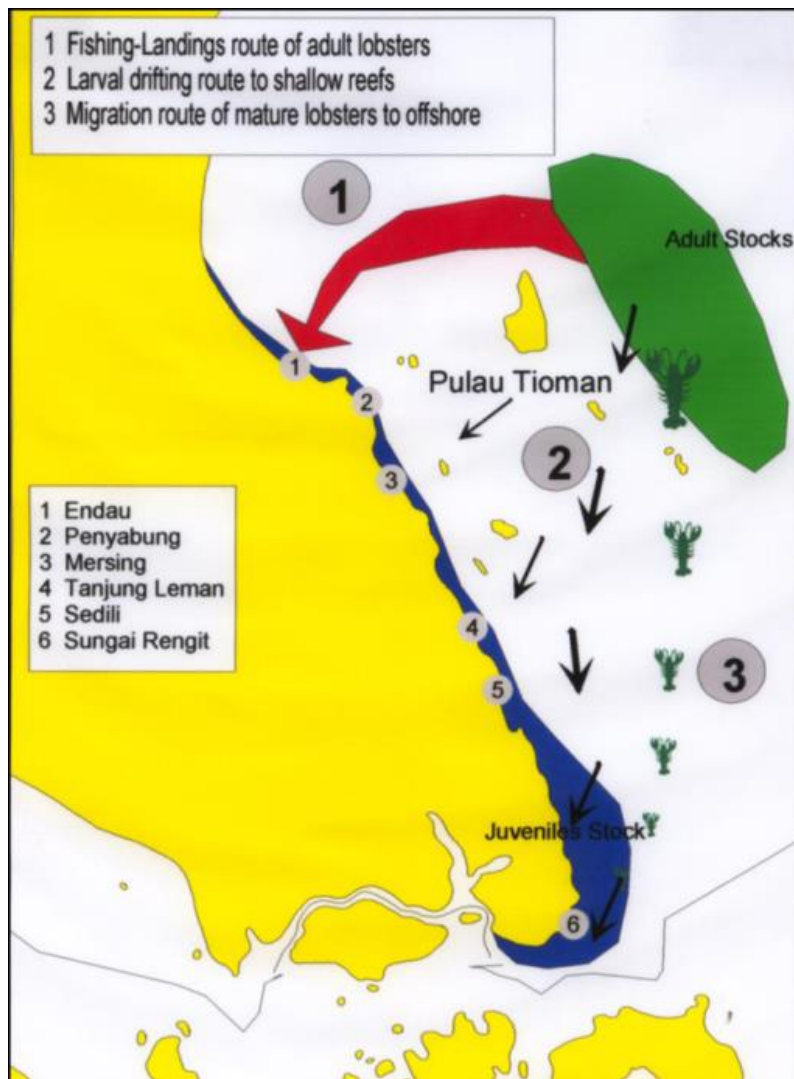 1 Fishing-Landings route of adult lobsters
2 Larval drifting route to shallow reefs
3 Migration route of mature lobsters to offshore
1
Adult Stocks
1
Pulau Tioman
2
2
3
1 Endau
2 Penyabung
3 Mersing
4 Tanjung Leman
5 Sedili
6 Sungai Rengit
4
3
5
Juveniles Stock
6